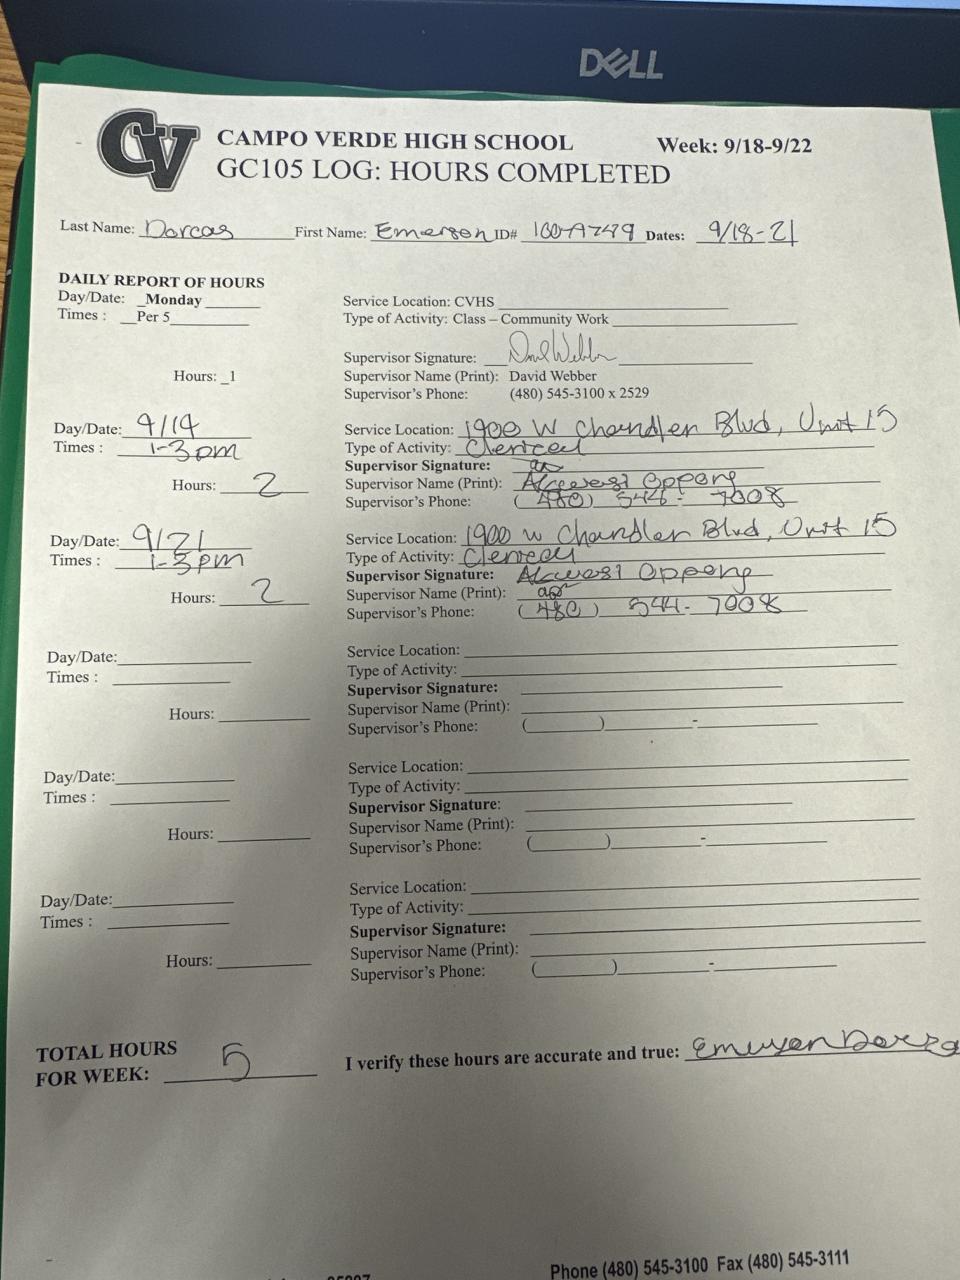 DELL
CV
CAMPO VERDE HIGH SCHOOL Week: 9/18-9/22
GC105 LOG: HOURS COMPLETED
Last Name: Dorcas First Name: Emerson ID# Dates: 9/18-21
DAILY REPORT OF HOURS
Day/Date: _Monday
Times : __Per 5
Service Location: CVHS
Type of Activity: Class – Community Work
Supervisor Signature: David Webber
Hours: _1
Supervisor Name (Print): David Webber
Supervisor's Phone: (480) 545-3100 x 2529
Day/Date: 9/19
Times : 1-3pm
Hours: 2
Service Location: 1900 W Chandler Blvd, Unit 15
Type of Activity: Clerical
Supervisor Signature:
Supervisor Name (Print): Oppong
Supervisor's Phone: (480) 544- 7008
Day/Date: 9/21
Times : 1-3pm
Hours: 2
Service Location: 1900 W Chandler Blvd, Unit 15
Type of Activity: Clerical
Supervisor Signature: Oppong
Supervisor Name (Print):
Supervisor's Phone: (480) 544- 7008
Day/Date:
Times :
Hours:
Service Location:
Type of Activity:
Supervisor Signature:
Supervisor Name (Print):
Supervisor's Phone: ( ) -
Day/Date:
Times :
Hours:
Service Location:
Type of Activity:
Supervisor Signature:
Supervisor Name (Print):
Supervisor's Phone: ( ) -
Day/Date:
Times :
Hours:
Service Location:
Type of Activity:
Supervisor Signature:
Supervisor Name (Print):
Supervisor's Phone: ( ) -
TOTAL HOURS
FOR WEEK: 5
I verify these hours are accurate and true: Emerson Dorcas
Phone (480) 545-3100 Fax (480) 545-3111